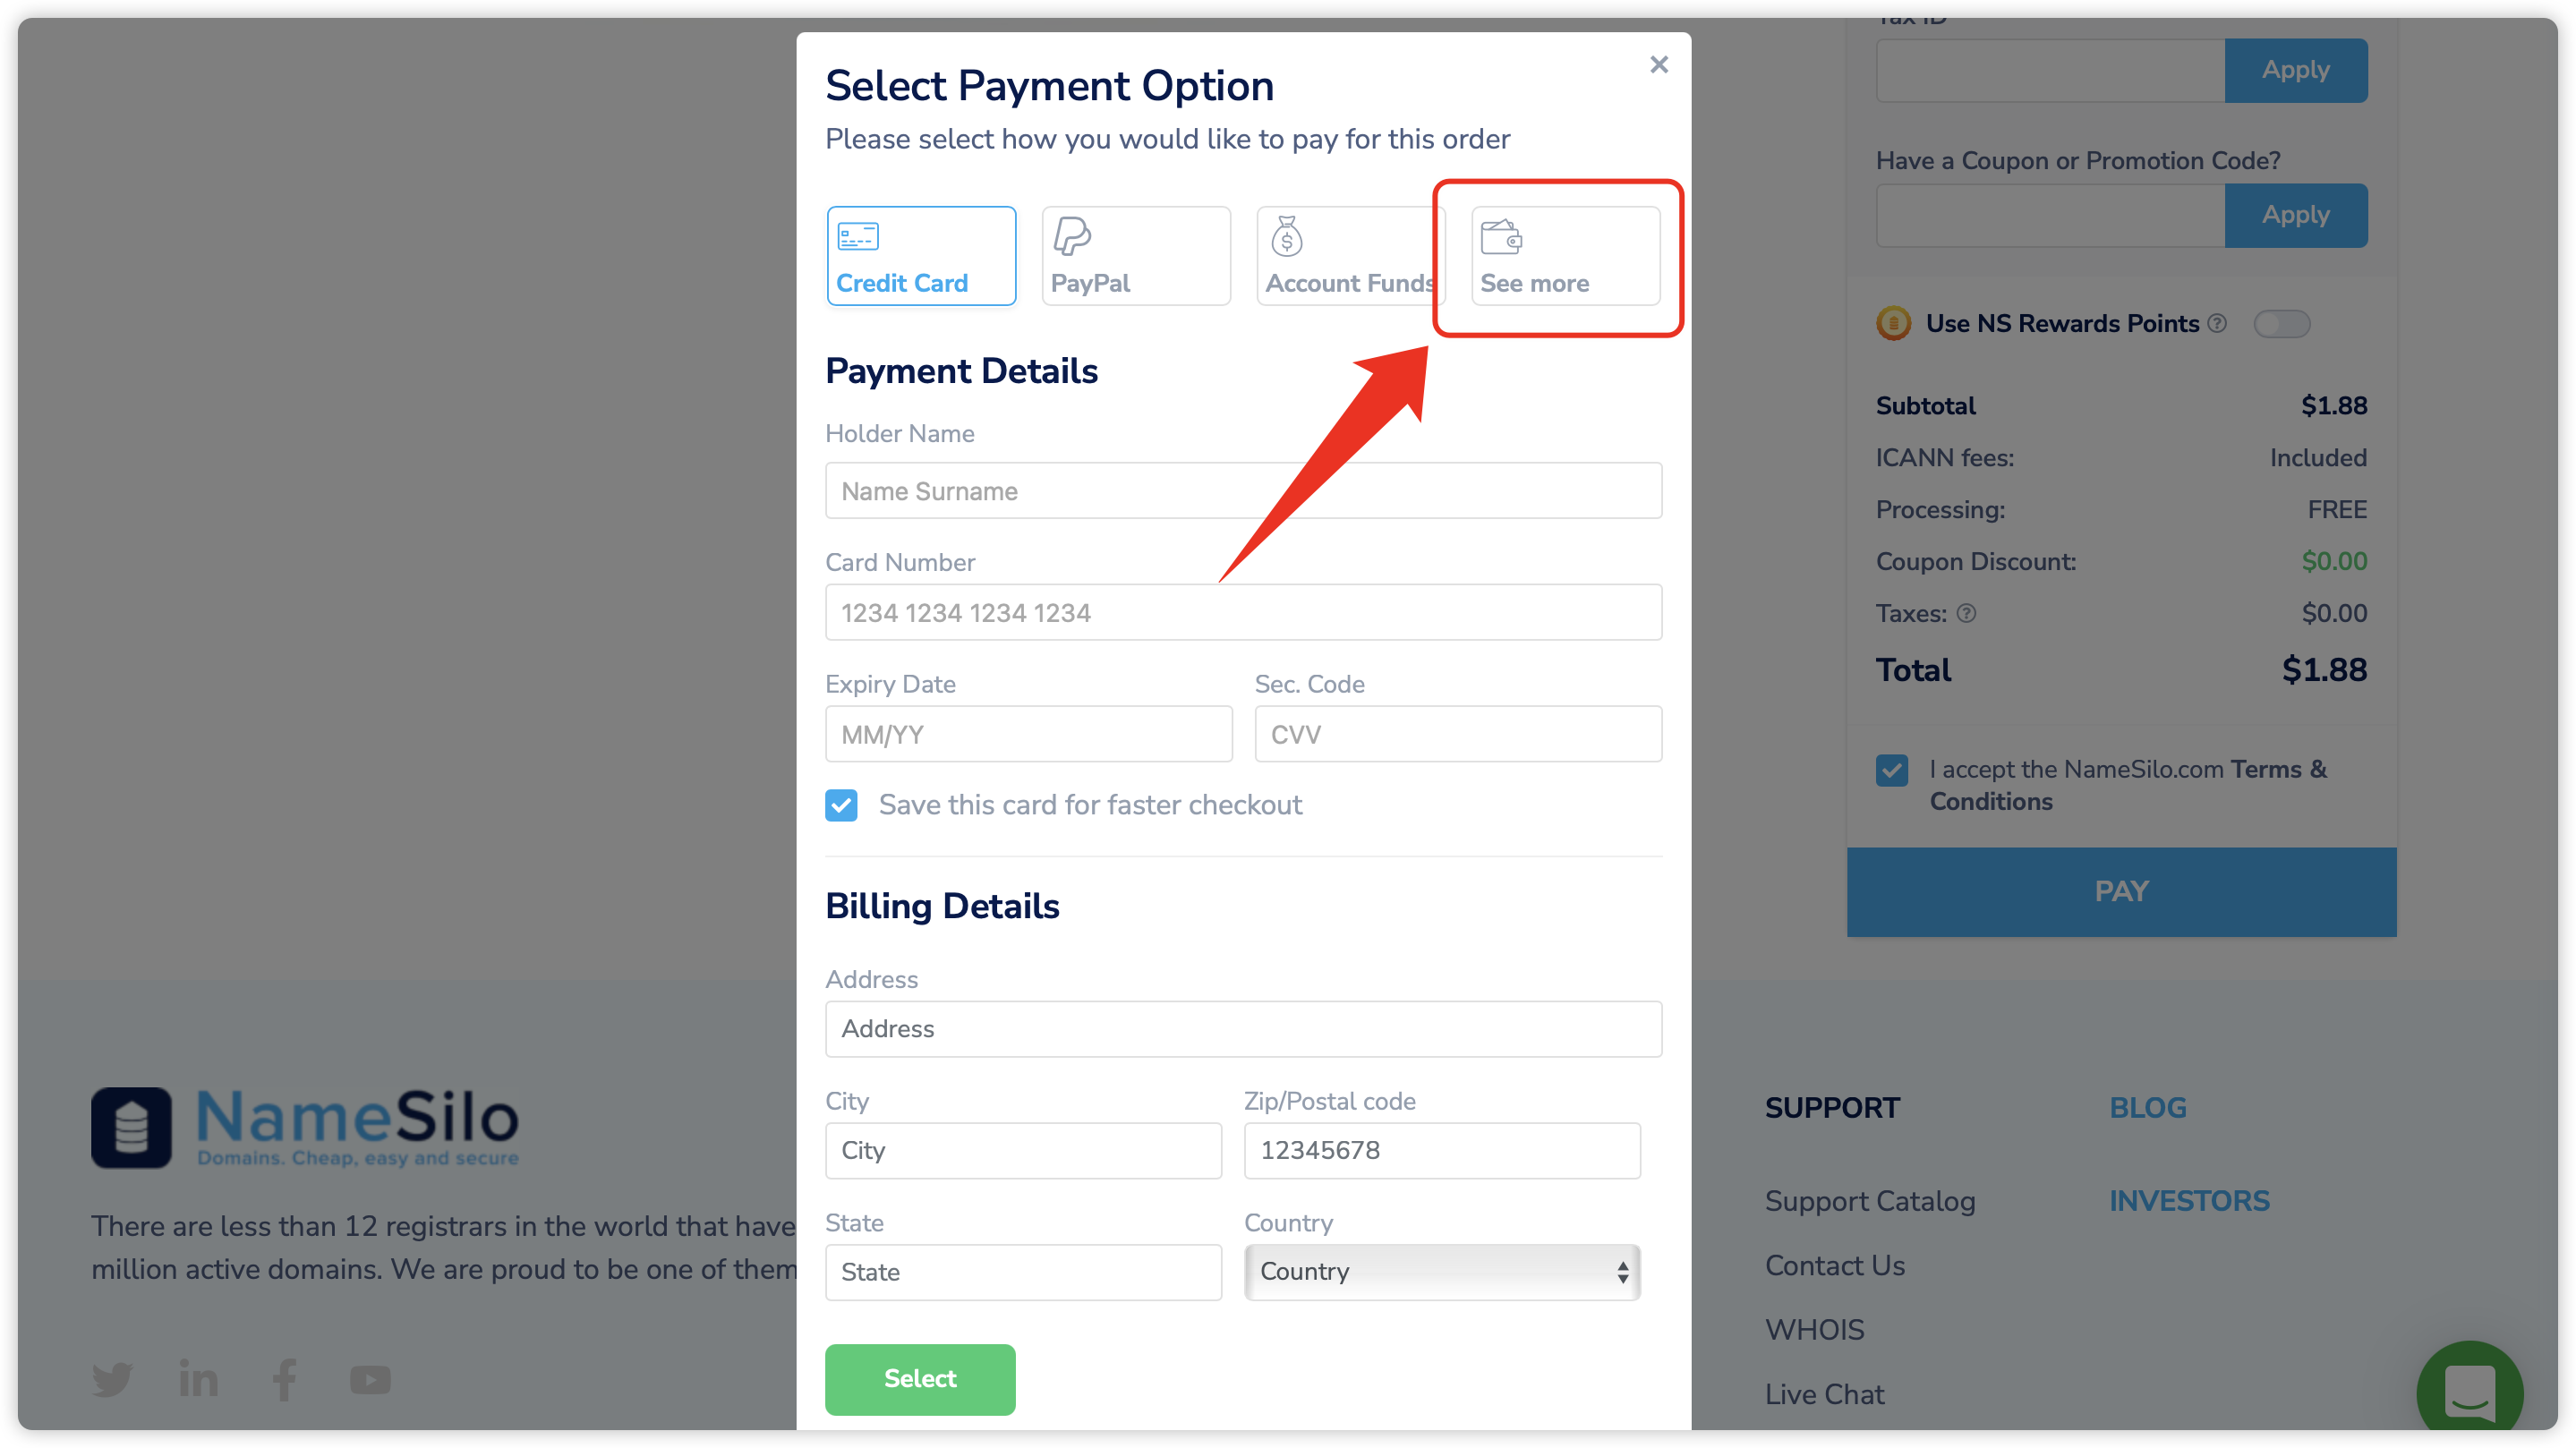 Select Payment Option
×
Please select how you would like to pay for this order
Credit Card
PayPal
Account Funds
See more
Payment Details
Holder Name
Name Surname
Card Number
1234 1234 1234 1234
Expiry Date
Sec. Code
MM/YY
CVV
Save this card for faster checkout
Billing Details
Address
Address
City
Zip/Postal code
City
12345678
State
Country
State
Country
Select
Tax ID
Apply
Have a Coupon or Promotion Code?
Apply
Use NS Rewards Points ?
Subtotal $1.88
ICANN fees: Included
Processing: FREE
Coupon Discount: $0.00
Taxes: ? $0.00
Total $1.88
I accept the NameSilo.com Terms &
Conditions
PAY
NameSilo
Domains. Cheap, easy and secure
There are less than 12 registrars in the world that have
million active domains. We are proud to be one of them
in
SUPPORT
BLOG
Support Catalog
INVESTORS
Contact Us
WHOIS
Live Chat